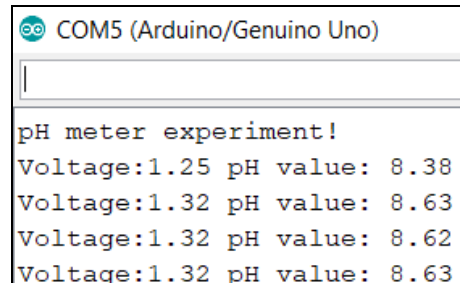 COM5 (Arduino/Genuino Uno)
pH meter experiment!
Voltage:1.25 pH value: 8.38
Voltage:1.32 pH value: 8.63
Voltage:1.32 pH value: 8.62
Voltage:1.32 pH value: 8.63